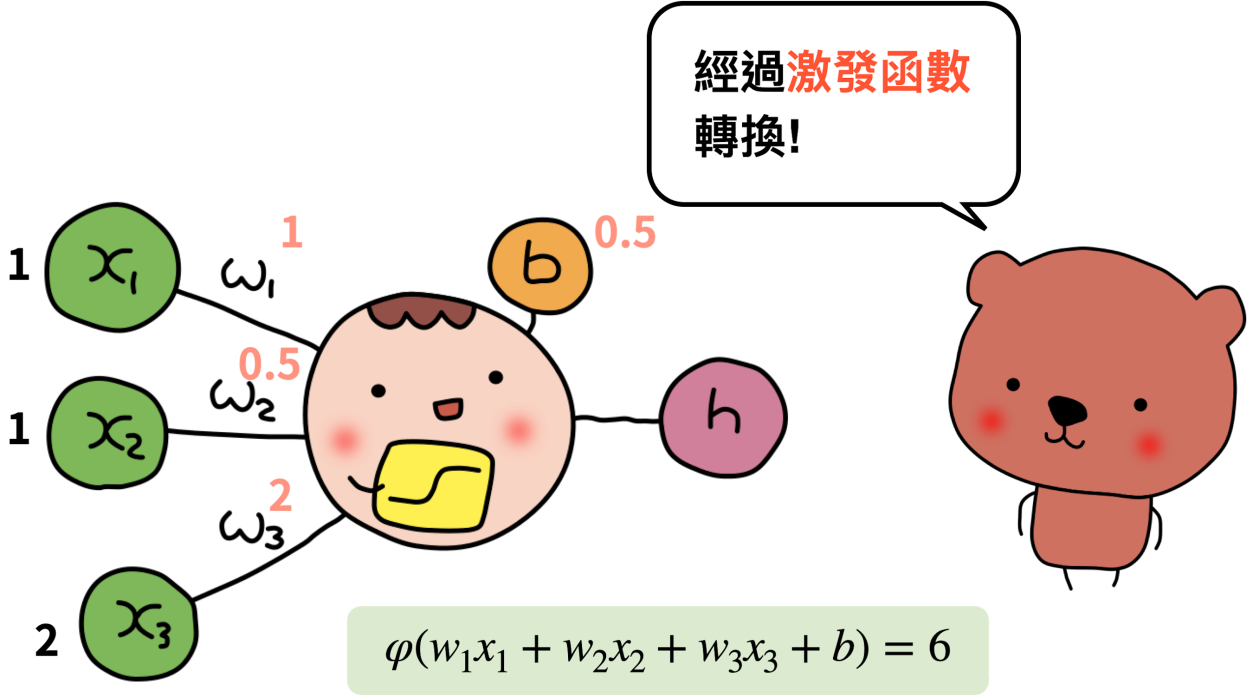 經過激發函數
轉換!
1
0.5
b
1
x₁
ω₁
0.5
1
x₂
ω₂
h
2
ω₃
2
x₃
φ(w₁x₁ + w₂x₂ + w₃x₃ + b) = 6